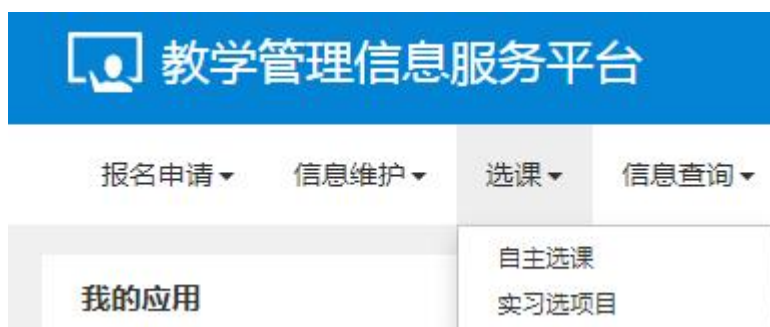 教学管理信息服务平台
报名申请 信息维护 选课 信息查询
自主选课
我的应用
实习选项目